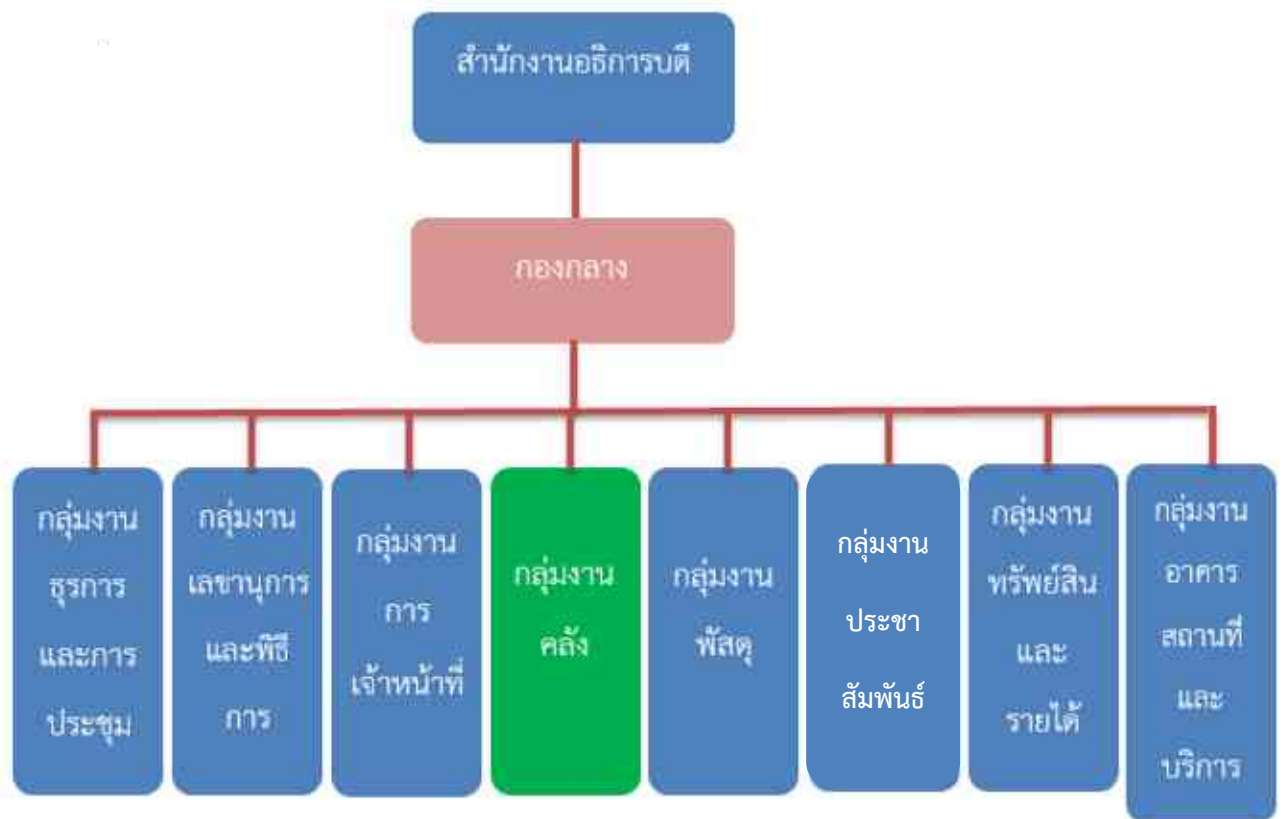 สำนักงานอธิการบดี
กองกลาง
กลุ่มงาน
ธุรการ
และการ
ประชุม
กลุ่มงาน
เลขานุการ
และพิธี
การ
กลุ่มงาน
การ
เจ้าหน้าที่
กลุ่มงาน
คลัง
กลุ่มงาน
พัสดุ
กลุ่มงาน
ประชา
สัมพันธ์
กลุ่มงาน
ทรัพย์สิน
และ
รายได้
กลุ่มงาน
อาคาร
สถานที่
และ
บริการ